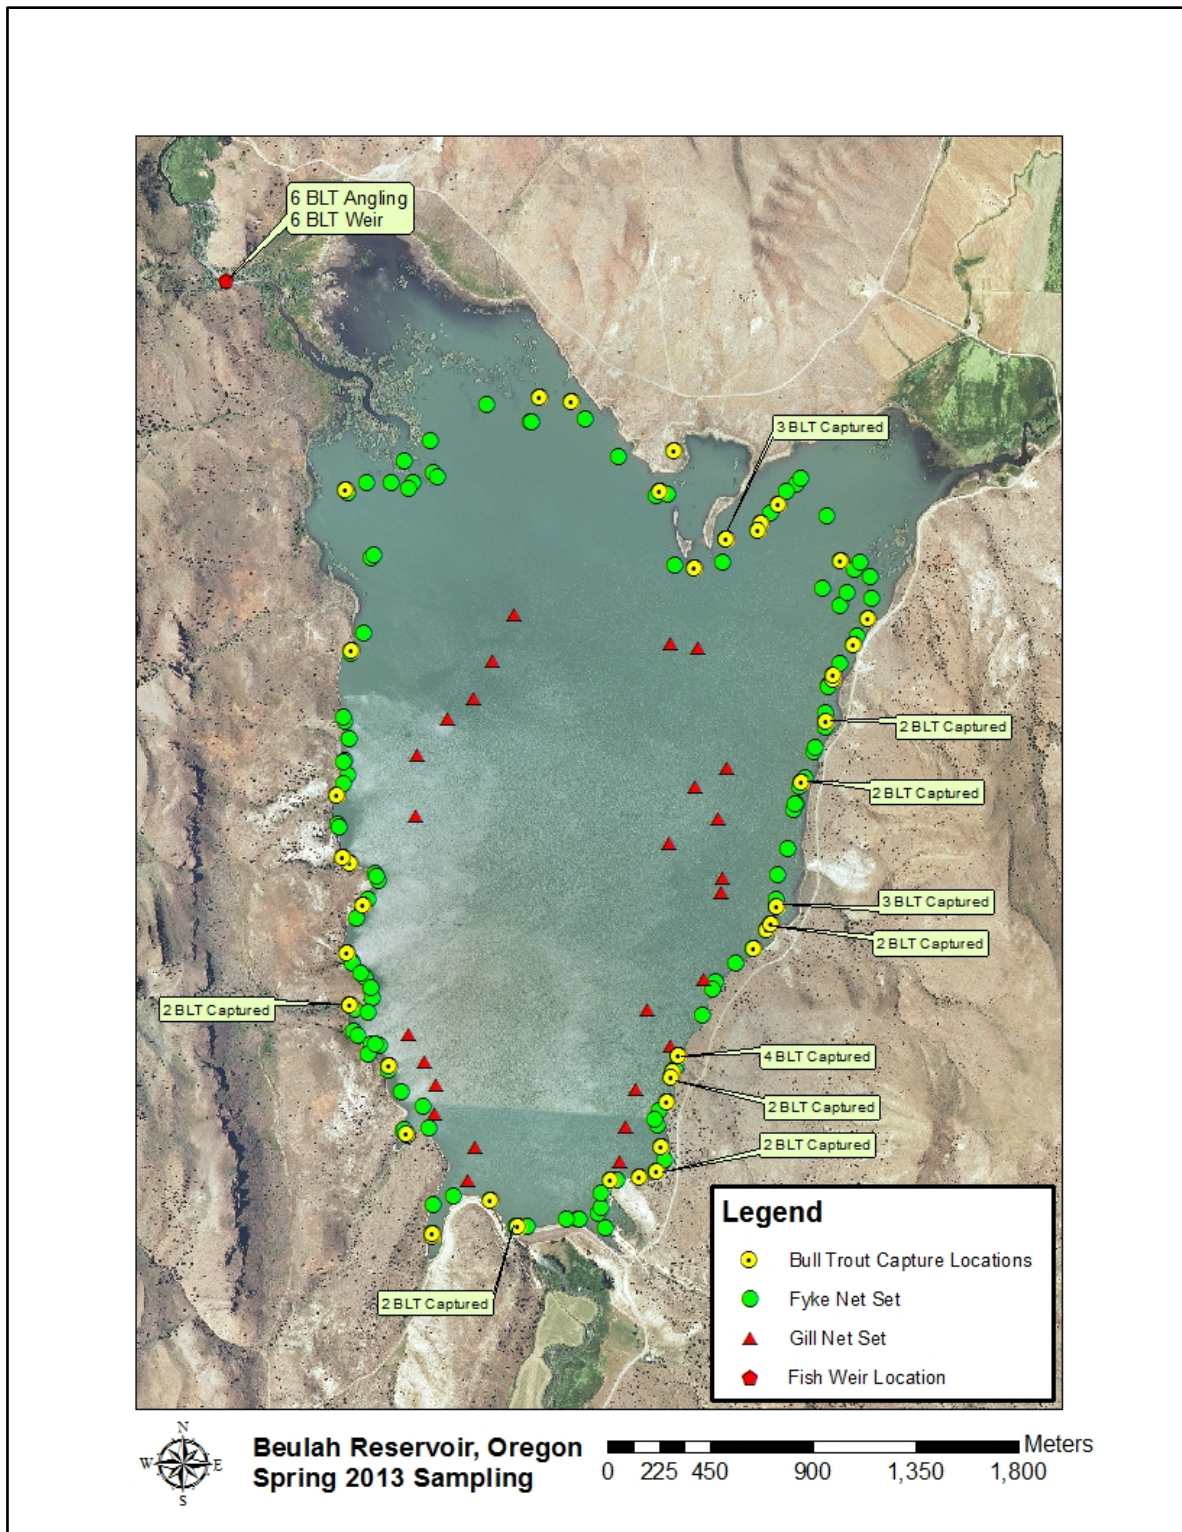 6 BLT Angling
6 BLT Weir
3 BLT Captured
2 BLT Captured
2 BLT Captured
3 BLT Captured
2 BLT Captured
2 BLT Captured
4 BLT Captured
2 BLT Captured
2 BLT Captured
2 BLT Captured
Legend
Bull Trout Capture Locations
Fyke Net Set
Gill Net Set
Fish Weir Location
N
W
E
S
Beulah Reservoir, Oregon
Spring 2013 Sampling
Meters
0 225 450 900 1,350 1,800